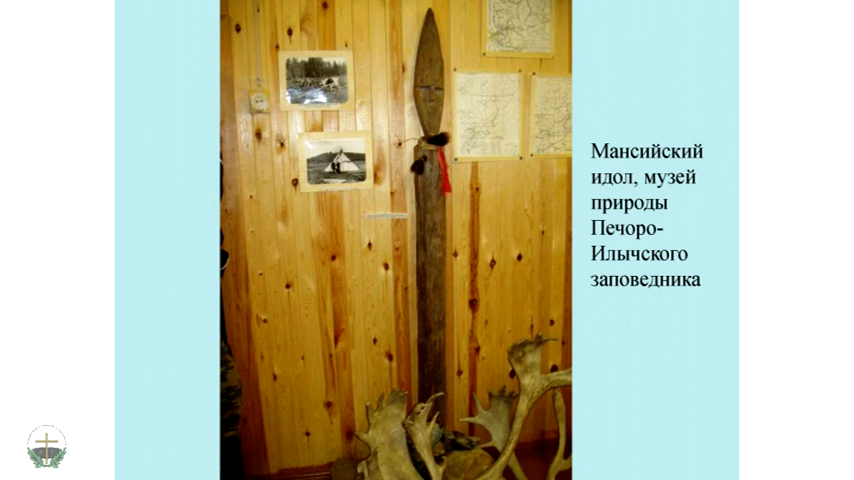 Мансийский
идол, музей
природы
Печоро-
Илычского
заповедника